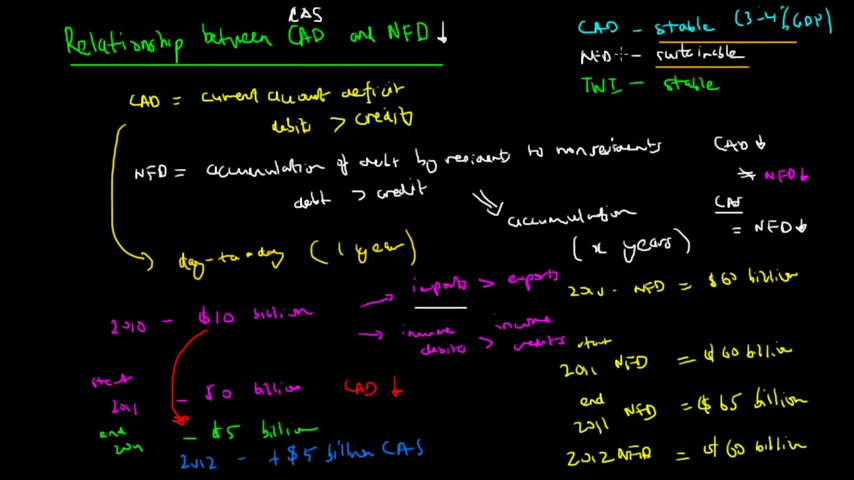 CAS
Relationship between CAD and NFD ↓
CAD - stable (3-4% GDP)
NFD - sustainable
TWI - stable
CAD = current account deficit
debits > credits
NFD = accumulation of debt by residents to nonresidents
debt > credit
CAD ↓
≠ NFD ↓
CAS
= NFD ↓
accumulation
(x years)
day-to-day (1 year)
2010 - $10 billion
→ imports > exports
→ income debits > income credits
2010 - NFD = $60 billion
start
2011 - $0 billion
CAD ↓
end
2011 - $5 billion
2012 - +$5 billion CAS
start
2011 NFD = $60 billion
end
2011 NFD = $65 billion
2012 NFD = $60 billion